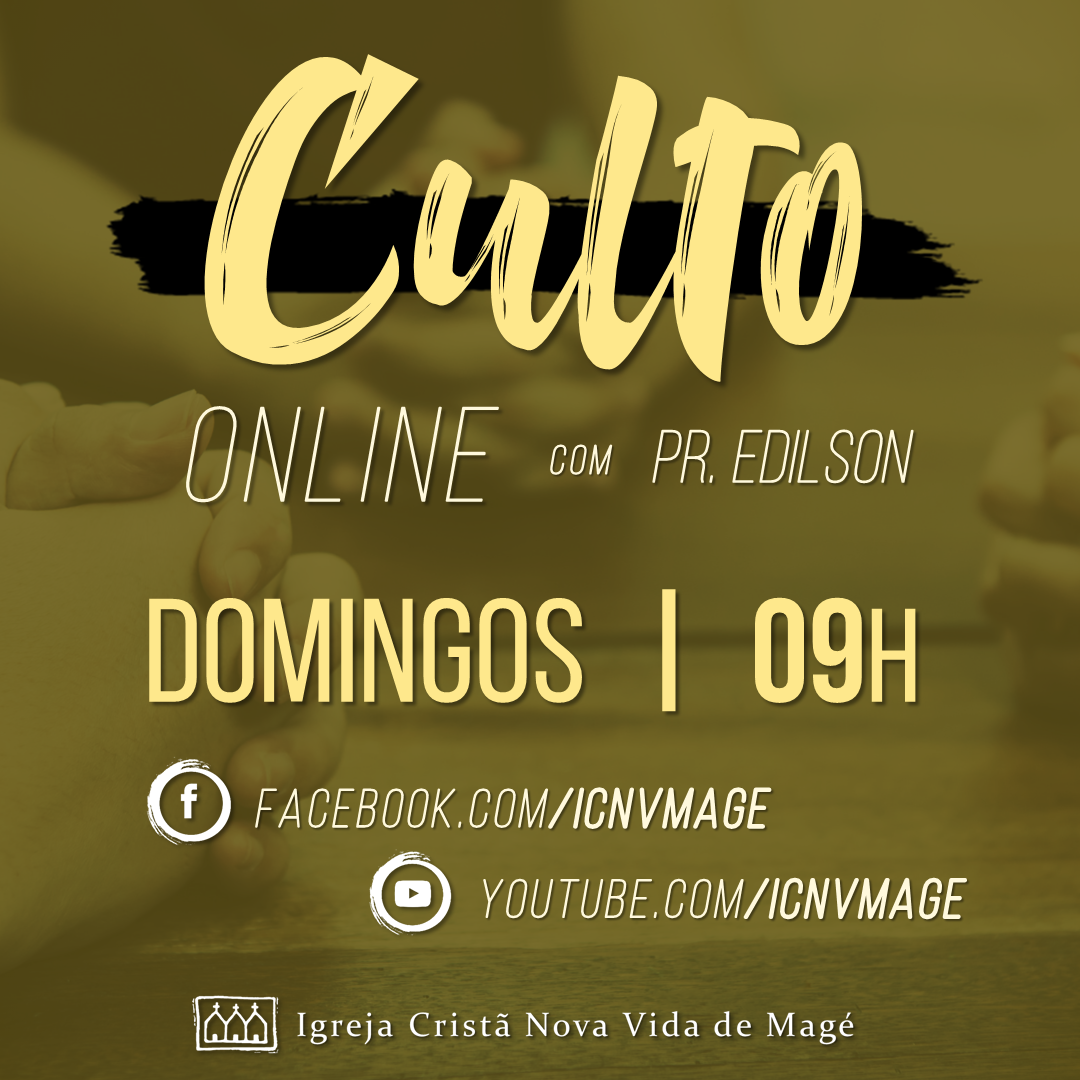 Culto
ONLINE COM PR. EDILSON
DOMINGOS | 09H
FACEBOOK.COM/ICNVMAGE
YOUTUBE.COM/ICNVMAGE
Igreja Cristã Nova Vida de Magé